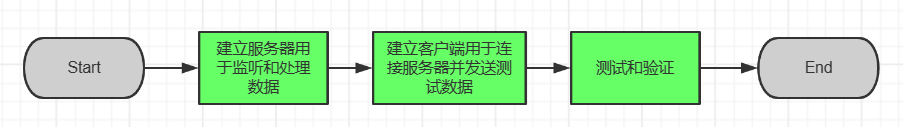 Start
建立服务器用
于监听和处理
数据
建立客户端用于连
接服务器并发送测
试数据
测试和验证
End